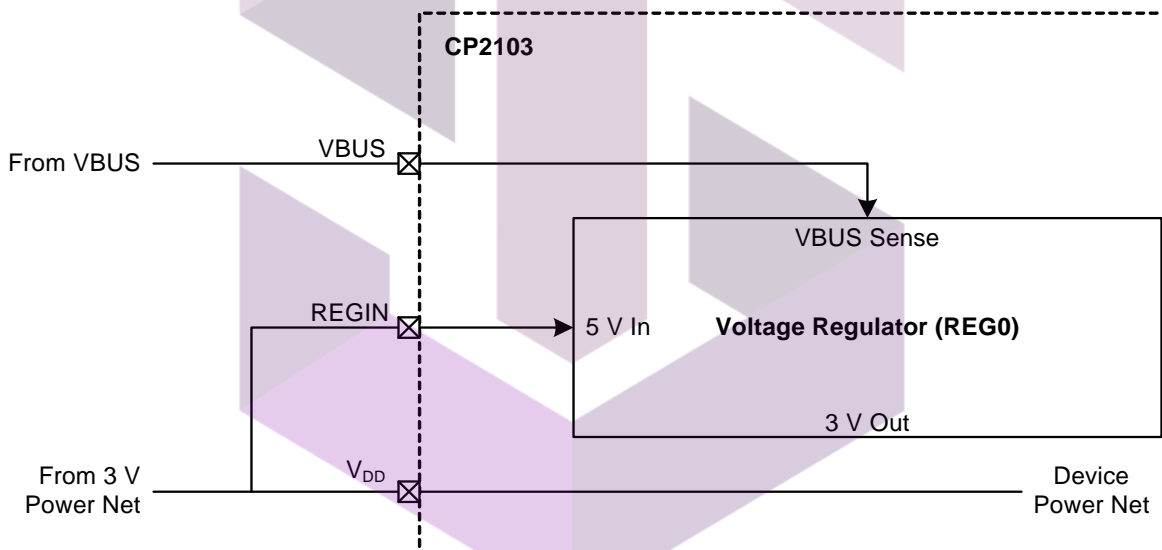 CP2103
From VBUS
VBUS
VBUS Sense
REGIN
5 V In
Voltage Regulator (REG0)
3 V Out
From 3 V
Power Net
VDD
Device
Power Net